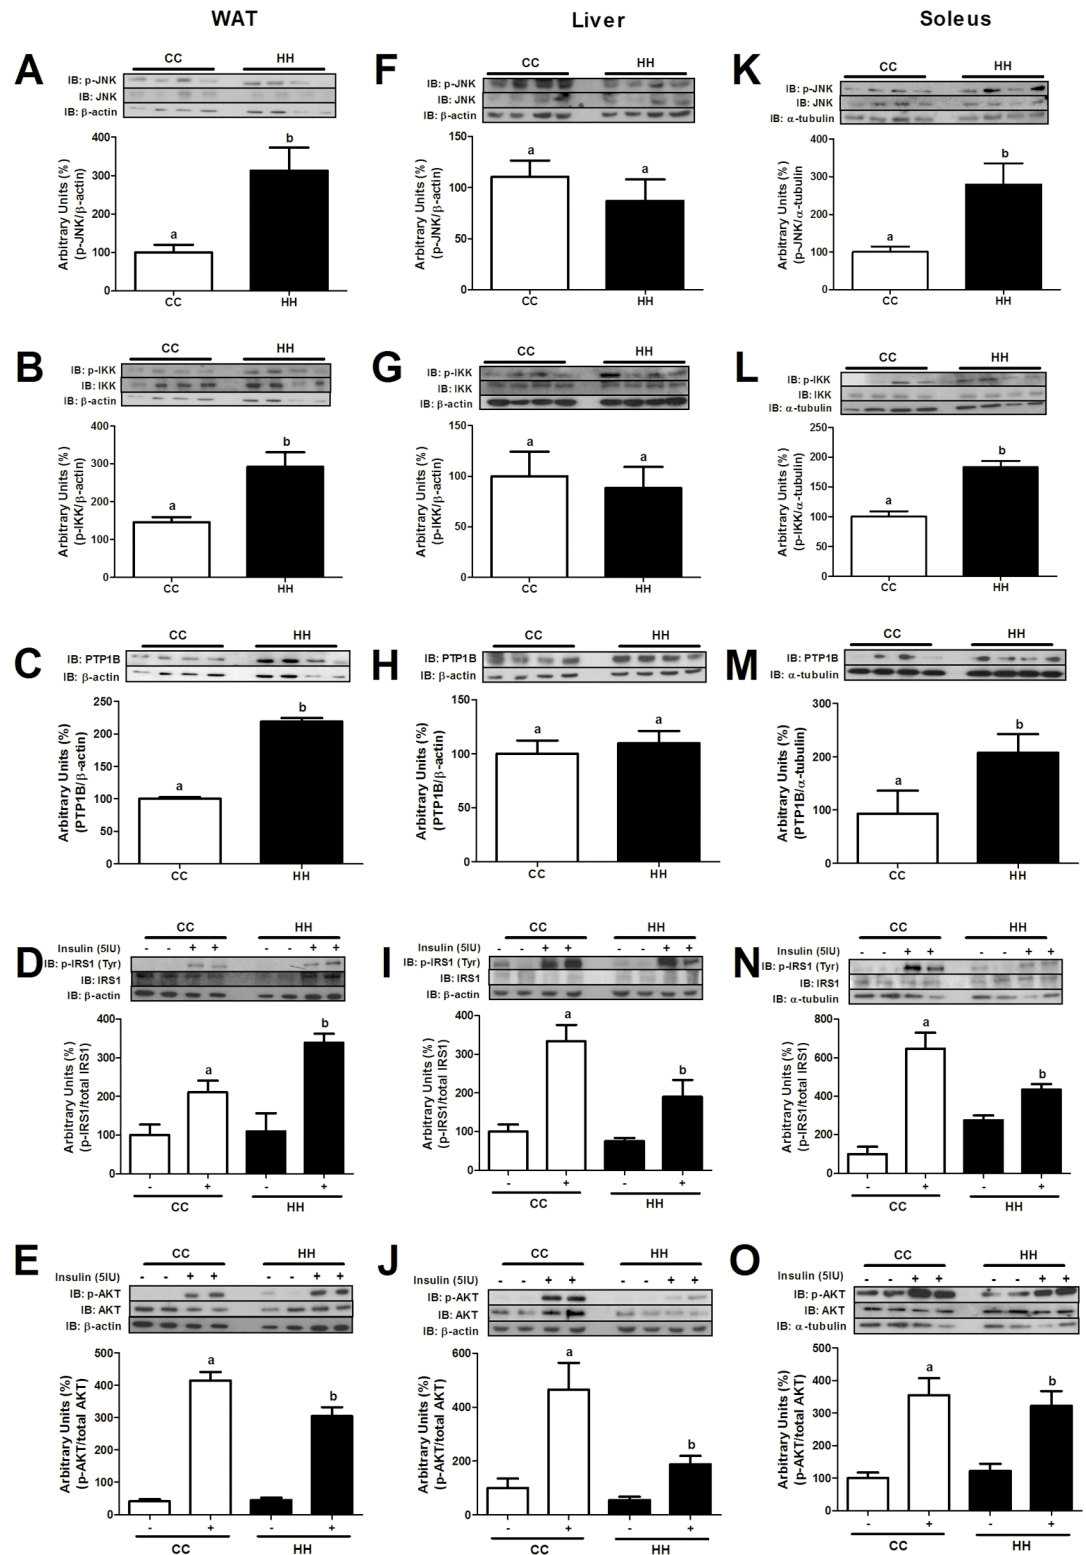 WAT
Liver
Soleus
A
CC
HH
IB: p-JNK
IB: JNK
IB: β-actin
Arbitrary Units (%)
(p-JNK/β-actin)
400
300
200
100
0
a
b
CC
HH
F
CC
HH
IB: p-JNK
IB: JNK
IB: β-actin
Arbitrary Units (%)
(p-JNK/β-actin)
150
100
50
0
a
a
CC
HH
K
CC
HH
IB: p-JNK
IB: JNK
IB: α-tubulin
Arbitrary Units (%)
(p-JNK/α-tubulin)
400
300
200
100
0
a
b
CC
HH
B
CC
HH
IB: p-IKK
IB: IKK
IB: β-actin
Arbitrary Units (%)
(p-IKK/β-actin)
400
300
200
100
0
a
b
CC
HH
G
CC
HH
IB: p-IKK
IB: IKK
IB: β-actin
Arbitrary Units (%)
(p-IKK/β-actin)
150
100
50
0
a
a
CC
HH
L
CC
HH
IB: p-IKK
IB: IKK
IB: α-tubulin
Arbitrary Units (%)
(p-IKK/α-tubulin)
250
200
150
100
50
0
a
b
CC
HH
C
CC
HH
IB: PTP1B
IB: β-actin
Arbitrary Units (%)
(PTP1B/β-actin)
250
200
150
100
50
0
a
b
CC
HH
H
CC
HH
IB: PTP1B
IB: β-actin
Arbitrary Units (%)
(PTP1B/β-actin)
150
100
50
0
a
a
CC
HH
M
CC
HH
IB: PTP1B
IB: α-tubulin
Arbitrary Units (%)
(PTP1B/α-tubulin)
300
200
100
0
a
b
CC
HH
D
CC
HH
Insulin (5IU) - - + + - - + +
IB: p-IRS1 (Tyr)
IB: IRS1
IB: β-actin
Arbitrary Units (%)
(p-IRS1/total IRS1)
400
300
200
100
0
a
b
- + - +
CC
HH
I
CC
HH
Insulin (5IU) - - + + - - + +
IB: p-IRS1 (Tyr)
IB: IRS1
IB: β-actin
Arbitrary Units (%)
(p-IRS1/total IRS1)
400
300
200
100
0
a
b
- + - +
CC
HH
N
CC
HH
Insulin (5IU) - - + + - - + +
IB: p-IRS1 (Tyr)
IB: IRS1
IB: α-tubulin
Arbitrary Units (%)
(p-IRS1/total IRS1)
800
600
400
200
0
a
b
- + - +
CC
HH
E
CC
HH
Insulin (5IU) - - + + - - + +
IB: p-AKT
IB: AKT
IB: β-actin
Arbitrary Units (%)
(p-AKT/total AKT)
500
400
300
200
100
0
a
b
- + - +
CC
HH
J
CC
HH
Insulin (5IU) - - + + - - + +
IB: p-AKT
IB: AKT
IB: β-actin
Arbitrary Units (%)
(p-AKT/total AKT)
600
400
200
0
a
b
- + - +
CC
HH
O
CC
HH
Insulin (5IU) - - + + - - + +
IB: p-AKT
IB: AKT
IB: α-tubulin
Arbitrary Units (%)
(p-AKT/total AKT)
500
400
300
200
100
0
a
b
- + - +
CC
HH